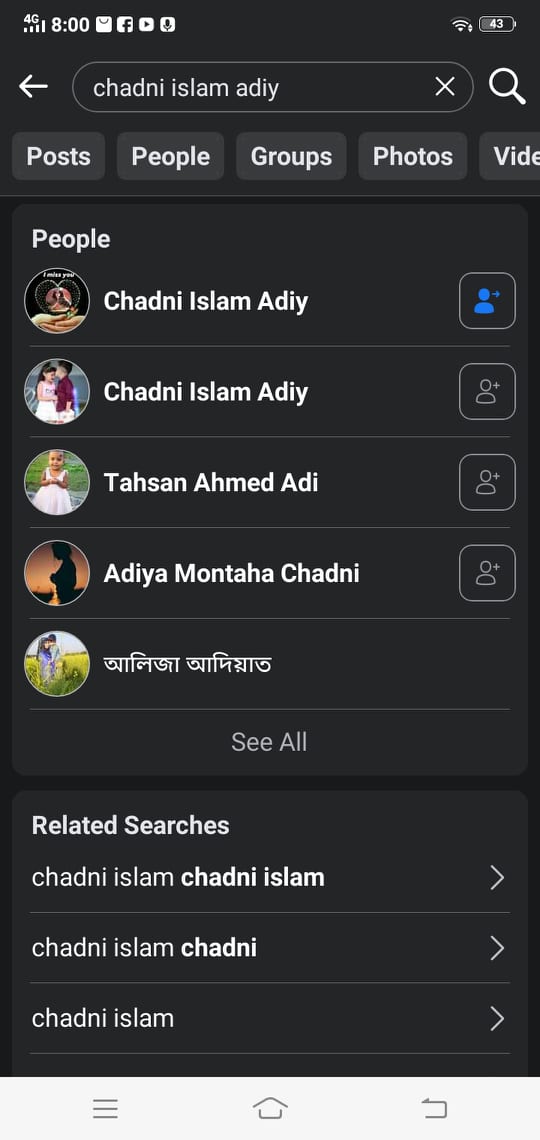 4G 8:00 43
chadni islam adiy
Posts People Groups Photos Vide
People
I miss you
Chadni Islam Adiy
Chadni Islam Adiy
Tahsan Ahmed Adi
Adiya Montaha Chadni
আলিজা আদিয়াত
See All
Related Searches
chadni islam chadni islam
chadni islam chadni
chadni islam